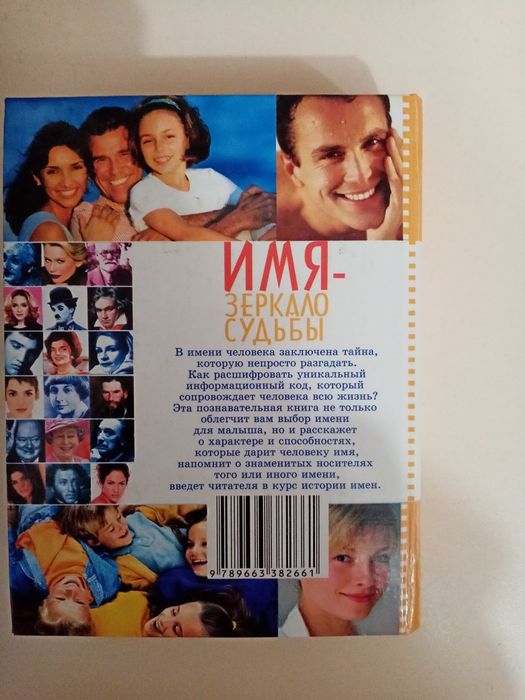 ИМЯ-
ЗЕРКАЛО
СУДЬБЫ
В имени человека заключена тайна,
которую непросто разгадать.
Как расшифровать уникальный
информационный код, который
сопровождает человека всю жизнь?
Эта познавательная книга не только
облегчит вам выбор имени
для малыша, но и расскажет
о характере и способностях,
которые дарит человеку имя,
напомнит о знаменитых носителях
того или иного имени,
введет читателя в курс истории имен.
9 789663 382661